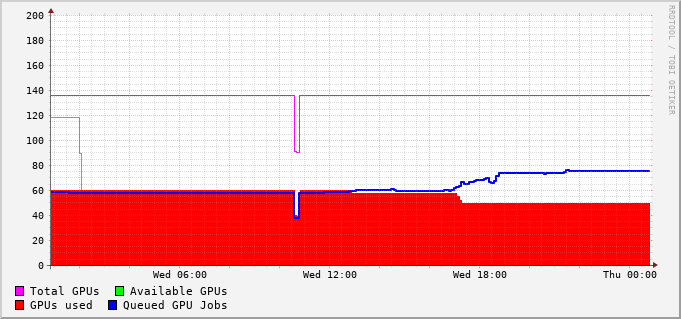 200
180
160
140
120
100
80
60
40
20
0
Wed 06:00 Wed 12:00 Wed 18:00 Thu 00:00
Total GPUs Available GPUs
GPUs used Queued GPU Jobs
RRDTOOL / TOBI OETIKER